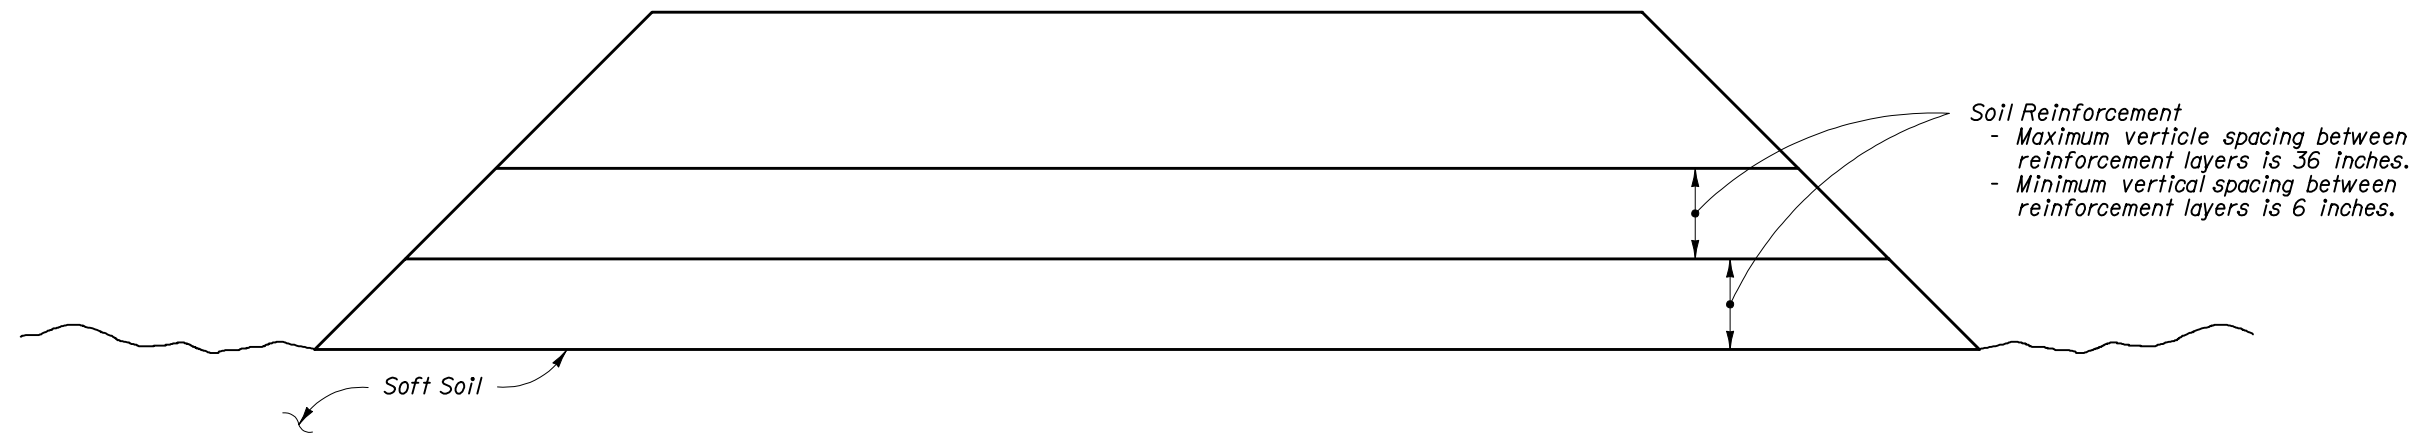 Soil Reinforcement
- Maximum verticle spacing between
reinforcement layers is 36 inches.
- Minimum vertical spacing between
reinforcement layers is 6 inches.
Soft Soil